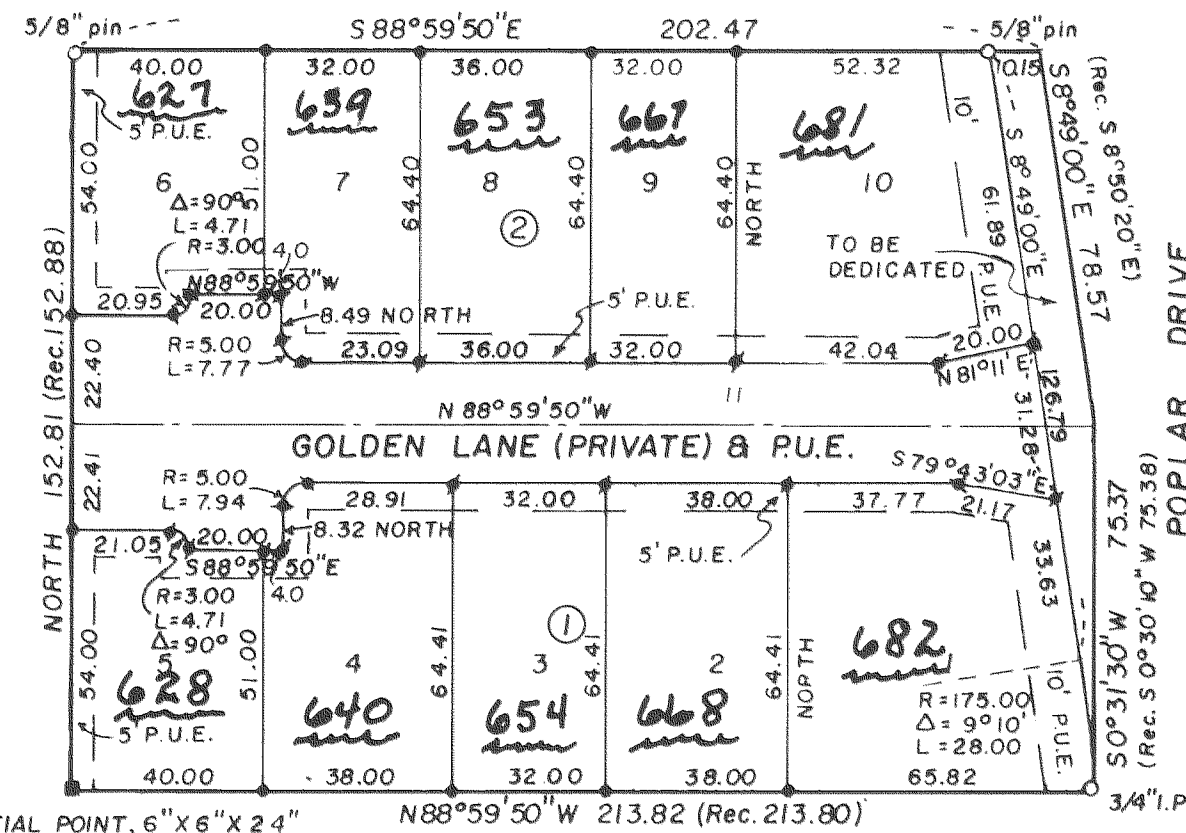 5/8" pin
S 88°59'50"E 202.47
5/8" pin
40.00 32.00 36.00 32.00 52.32 10.15
627 639 653 667 681
5' P.U.E.
10'
(Rec. S 8°50'20"E)
S8°49'00"E 78.57
S 8°49'00"E
61.89
P.U.E.
54.00
51.00
64.40
64.40
64.40
NORTH
6 7 8 9 10
Δ=90°
L=4.71
R=3.00
4.0
②
TO BE
DEDICATED
N88°59'50"W
20.95
20.00
8.49 NORTH
5' P.U.E.
R=5.00
L=7.77
23.09 36.00 32.00 42.04
20.00
N 81°11' E
11
NORTH 152.81 (Rec.152.88)
22.40
22.41
N 88°59'50"W
GOLDEN LANE (PRIVATE) & P.U.E.
31.28
126.79
POPLAR DRIVE
R=5.00
L=7.94
28.91 32.00 38.00 37.77
S79°43'03"E
21.17
21.05
20.00
8.32 NORTH
S88°59'50"E
4.0
5' P.U.E.
R=3.00
L=4.71
Δ=90°
33.63
S0°31'30"W 75.37
(Rec. S 0°30'10"W 75.38)
54.00
51.00
64.41
64.41
64.41
NORTH
①
5 4 3 2
628 640 654 668 682
5' P.U.E.
R=175.00
Δ= 9°10'
L=28.00
10' P.U.E.
40.00 38.00 32.00 38.00 65.82
N88°59'50"W 213.82 (Rec. 213.80)
3/4" I.P
TIAL POINT, 6"X6"X24"